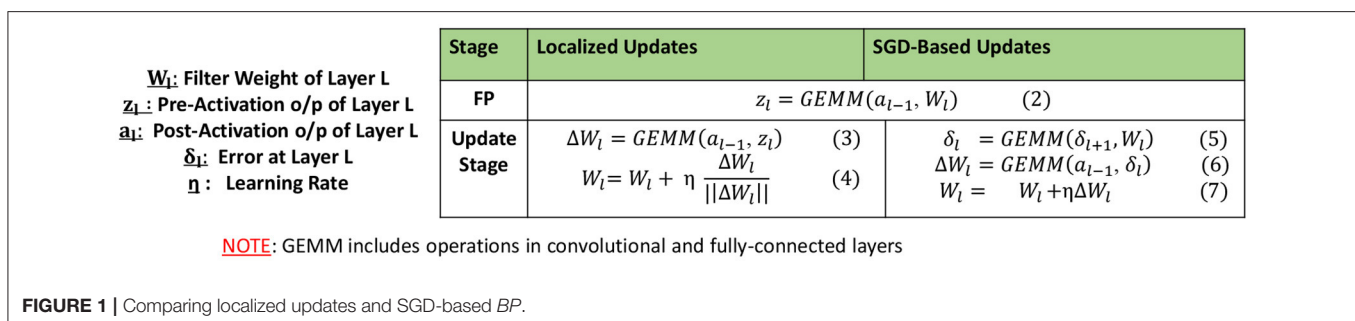 W_l: Filter Weight of Layer L
z_l : Pre-Activation o/p of Layer L
a_l: Post-Activation o/p of Layer L
δ_l: Error at Layer L
η : Learning Rate
Stage Localized Updates SGD-Based Updates
FP z_l = GEMM(a_{l−1}, W_l) (2)
Update Stage
ΔW_l = GEMM(a_{l−1}, z_l) (3)
W_l= W_l + η ΔW_l / ||ΔW_l|| (4)
δ_l = GEMM(δ_{l+1}, W_l) (5)
ΔW_l = GEMM(a_{l−1}, δ_l) (6)
W_l = W_l +ηΔW_l (7)
NOTE: GEMM includes operations in convolutional and fully-connected layers
FIGURE 1 | Comparing localized updates and SGD-based BP.